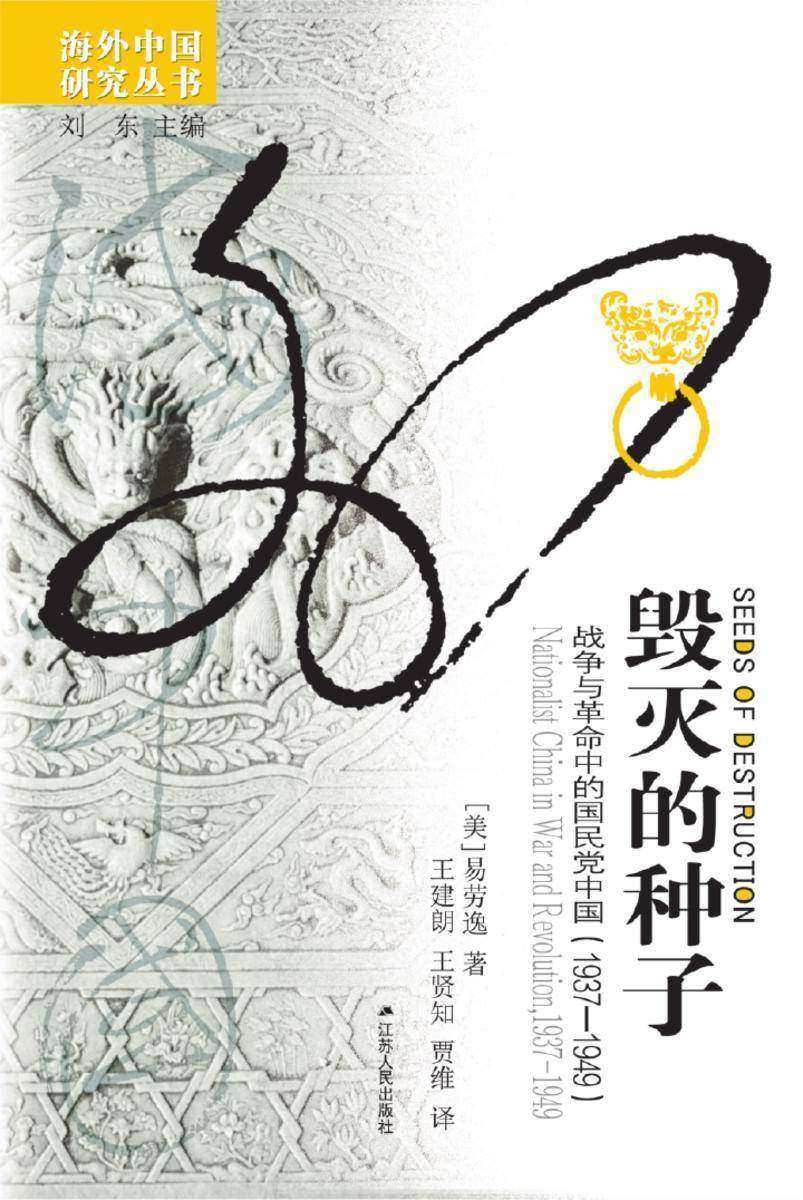 海外中国
研究丛书
刘 东 主编
毁灭的种子
SEEDS OF DESTRUCTION
战争与革命中的国民党中国(1937—1949)
Nationalist China in War and Revolution,1937-1949
[美]易劳逸 著
王建朗 王贤知 贾维 译
江苏人民出版社